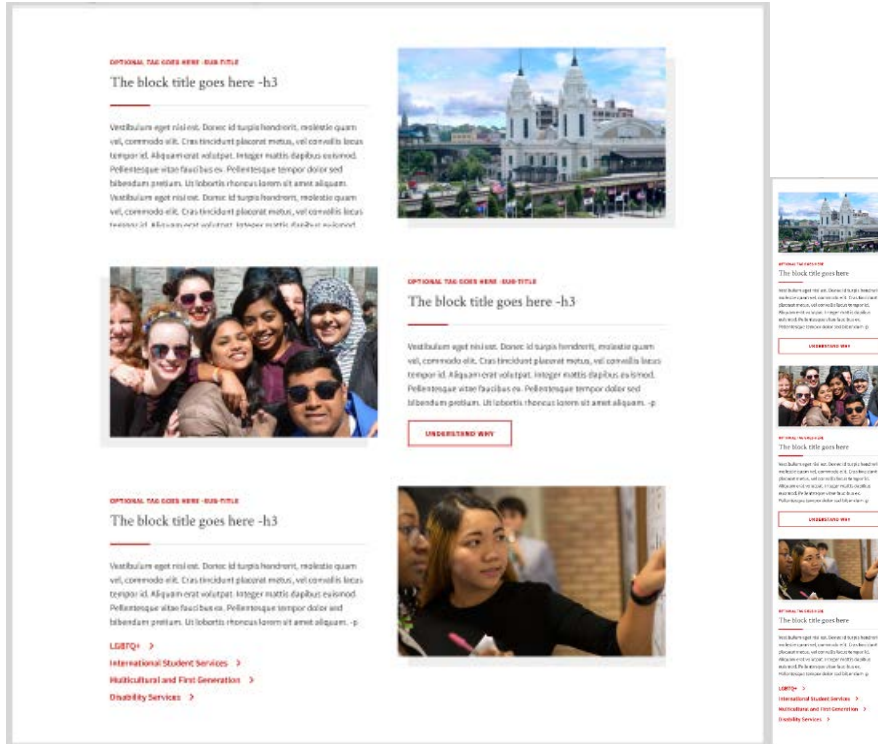 OPTIONAL TAG GOES HERE -SUB-TITLE
The block title goes here -h3
Vestibulum eget nisi est. Donec id turpis hendrerit, molestie quam
vel, commodo elit. Cras tincidunt placerat metus, vel convallis lacus
tempor id. Aliquam erat volutpat. Integer mattis dapibus euismod.
Pellentesque vitae faucibus ex. Pellentesque tempor dolor sed
bibendum pretium. Ut lobortis rhoncus lorem sit amet aliquam.
Vestibulum eget nisi est. Donec id turpis hendrerit, molestie quam
vel, commodo elit. Cras tincidunt placerat metus, vel convallis lacus
tempor id. Aliquam erat volutpat. Integer mattis dapibus euismod.
OPTIONAL TAG GOES HERE -SUB-TITLE
The block title goes here -h3
Vestibulum eget nisi est. Donec id turpis hendrerit, molestie quam
vel, commodo elit. Cras tincidunt placerat metus, vel convallis lacus
tempor id. Aliquam erat volutpat. Integer mattis dapibus euismod.
Pellentesque vitae faucibus ex. Pellentesque tempor dolor sed
bibendum pretium. Ut lobortis rhoncus lorem sit amet aliquam. -p
UNDERSTAND WHY
OPTIONAL TAG GOES HERE -SUB-TITLE
The block title goes here -h3
Vestibulum eget nisi est. Donec id turpis hendrerit, molestie quam
vel, commodo elit. Cras tincidunt placerat metus, vel convallis lacus
tempor id. Aliquam erat volutpat. Integer mattis dapibus euismod.
Pellentesque vitae faucibus ex. Pellentesque tempor dolor sed
bibendum pretium. Ut lobortis rhoncus lorem sit amet aliquam. -p
LGBTQ+ >
International Student Services >
Multicultural and First Generation >
Disability Services >
The block title goes here
UNDERSTAND WHY
The block title goes here
UNDERSTAND WHY
The block title goes here
LGBTQ+ >
International Student Services >
Multicultural and First Generation >
Disability Services >